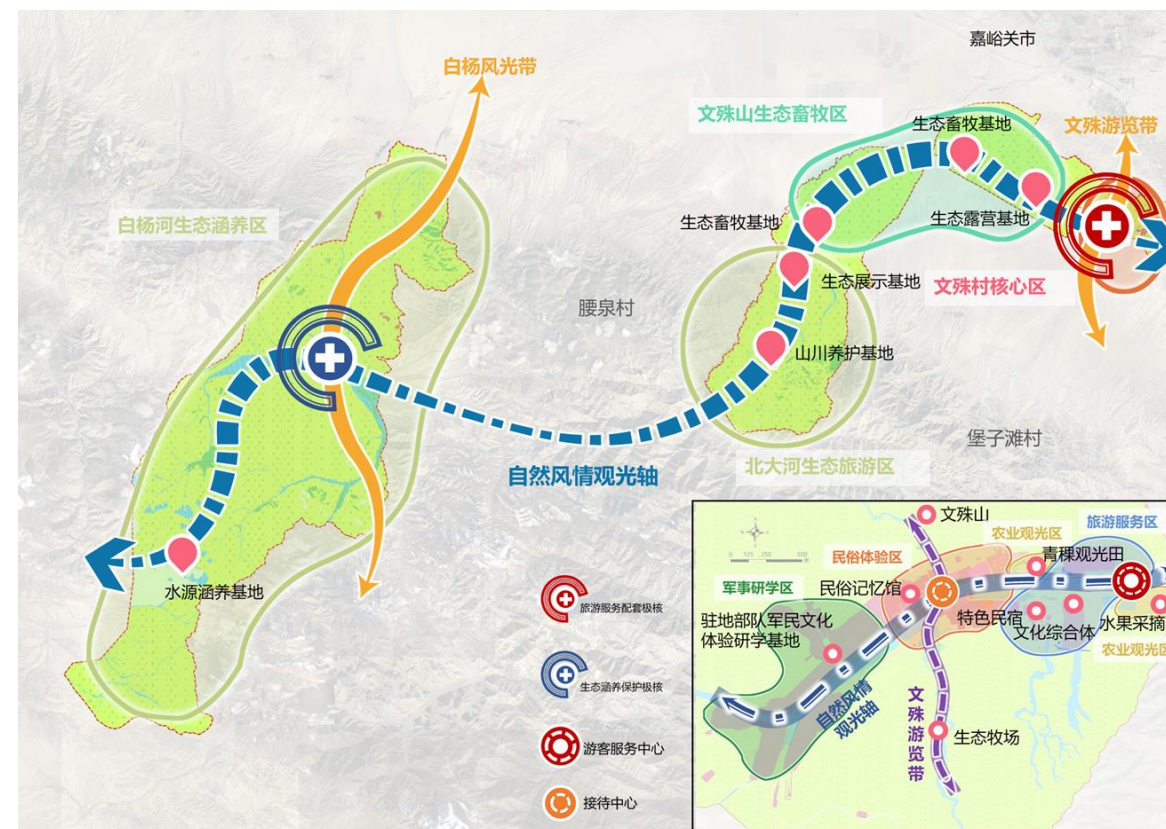 嘉峪关市
白杨风光带
文殊山生态畜牧区
生态畜牧基地
文殊游览带
白杨河生态涵养区
生态畜牧基地
生态露营基地
生态展示基地
文殊村核心区
腰泉村
山川养护基地
堡子滩村
自然风情观光轴
北大河生态旅游区
水源涵养基地
旅游服务配套极核
生态涵养保护极核
游客服务中心
接待中心
文殊山
旅游服务区
农业观光区
民俗体验区
青稞观光田
军事研学区
民俗记忆馆
驻地部队军民文化
体验研学基地
特色民宿
文化综合体
水果采摘
农业观光区
自然风情
观光轴
文殊游览带
生态牧场
0 125 250 500